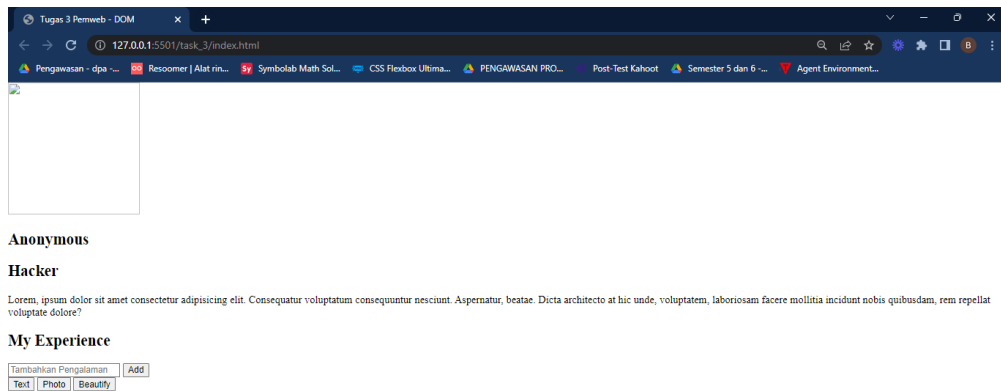 Tugas 3 Pemweb - DOM
127.0.0.1:5501/task_3/index.html
B
Pengawasan - dpa -... Resoomer | Alat rin... Sy Symbolab Math Sol... CSS Flexbox Ultima... PENGAWASAN PRO... Post-Test Kahoot Semester 5 dan 6 -... Agent Environment...
Anonymous
Hacker
Lorem, ipsum dolor sit amet consectetur adipisicing elit. Consequatur voluptatum consequuntur nesciunt. Aspernatur, beatae. Dicta architecto at hic unde, voluptatem, laboriosam facere mollitia incidunt nobis quibusdam, rem repellat
voluptate dolore?
My Experience
Tambahkan Pengalaman Add
Text Photo Beautify